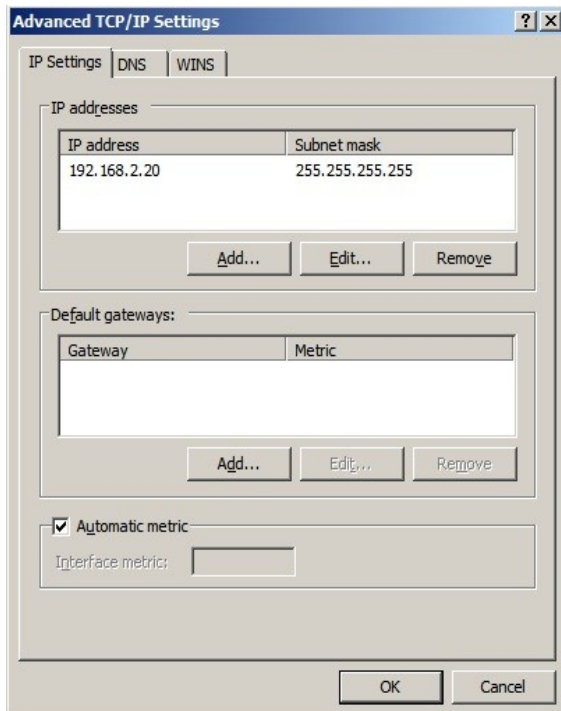 Advanced TCP/IP Settings
IP Settings DNS WINS
IP addresses
IP address Subnet mask
192.168.2.20 255.255.255.255
Add... Edit... Remove
Default gateways:
Gateway Metric
Add... Edit... Remove
Automatic metric
Interface metric:
OK Cancel